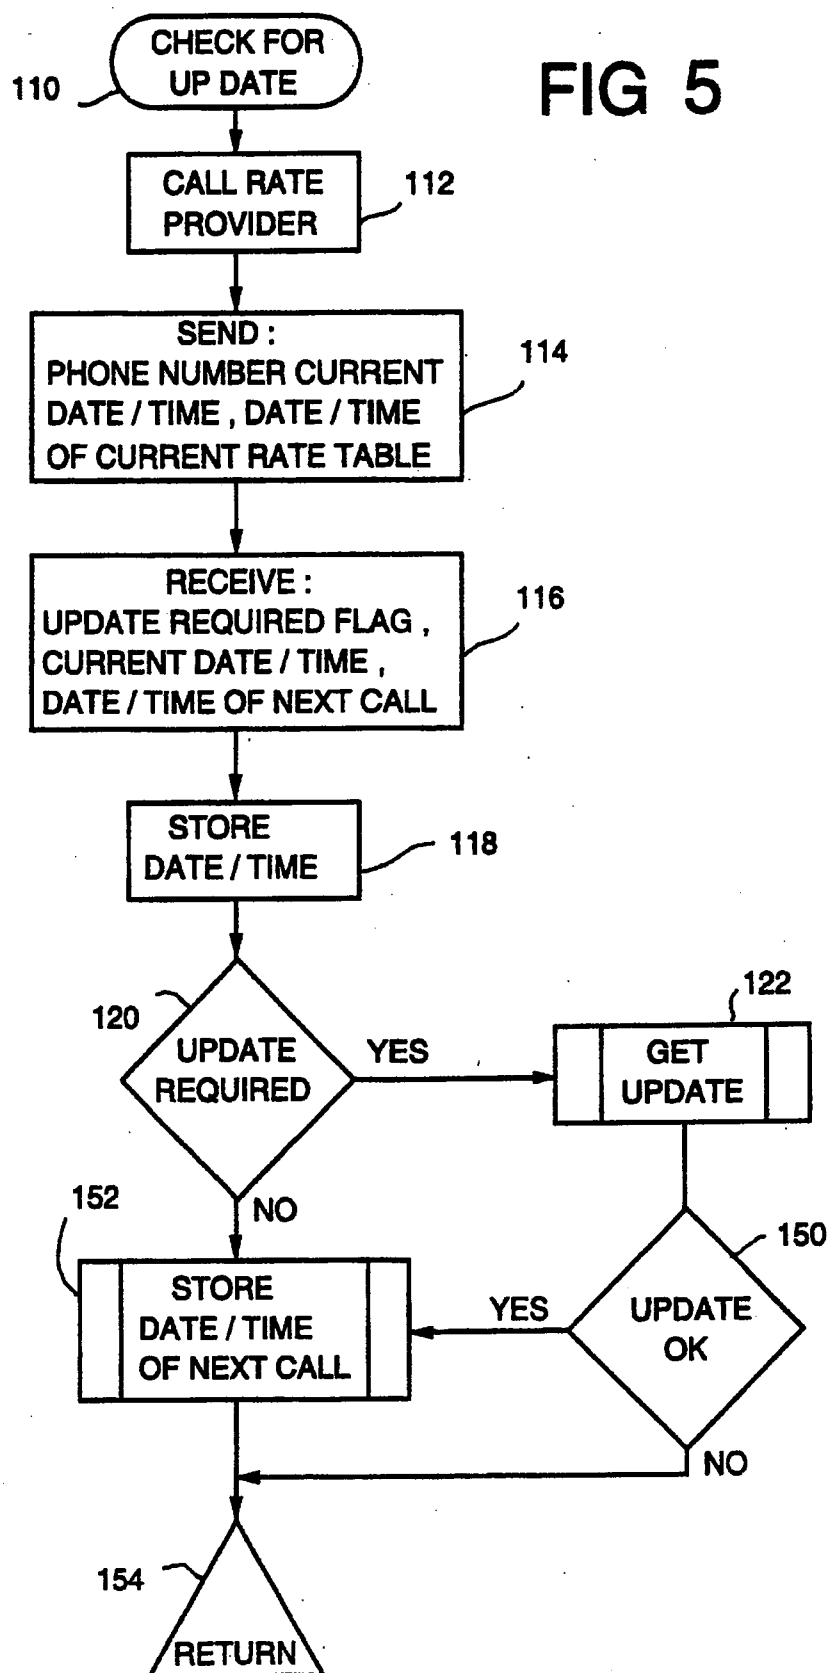 CHECK FOR
UP DATE
110
FIG 5
CALL RATE
PROVIDER
112
SEND :
PHONE NUMBER CURRENT
DATE / TIME , DATE / TIME
OF CURRENT RATE TABLE
114
RECEIVE :
UPDATE REQUIRED FLAG ,
CURRENT DATE / TIME ,
DATE / TIME OF NEXT CALL
116
STORE
DATE / TIME
118
120
UPDATE
REQUIRED
YES
122
GET
UPDATE
NO
152
STORE
DATE / TIME
OF NEXT CALL
YES
150
UPDATE
OK
NO
154
RETURN